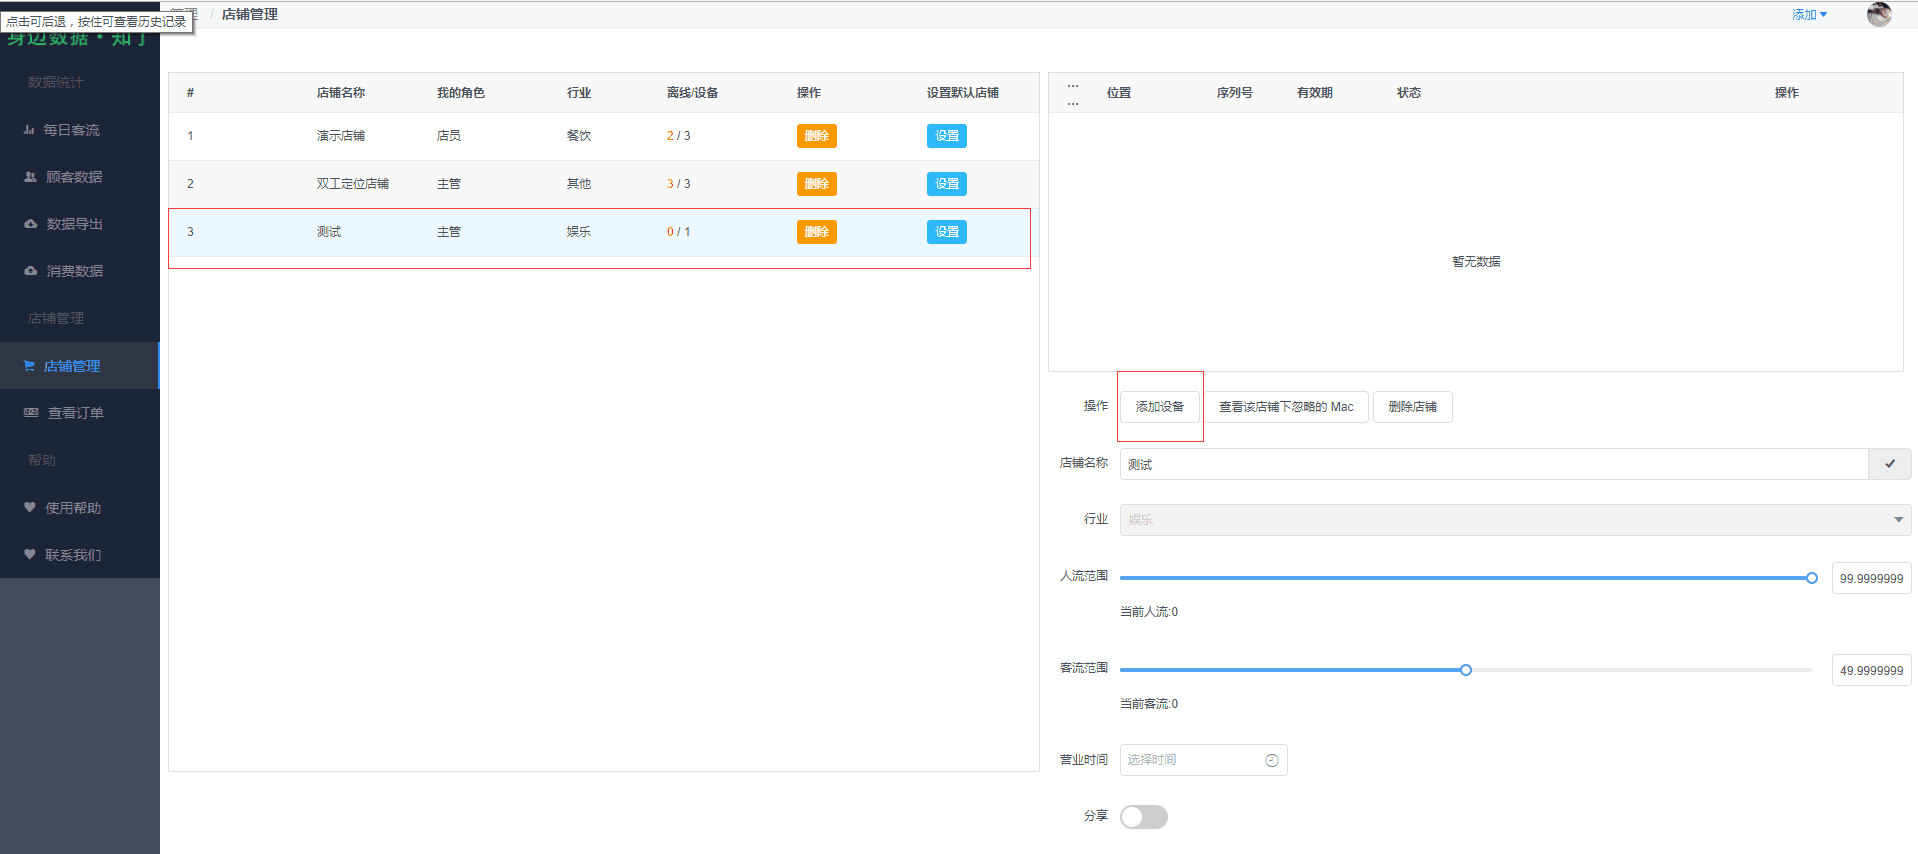 管理 / 店铺管理
添加
点击可后退，按住可查看历史记录
身边数据·知了
数据统计
每日客流
顾客数据
数据导出
消费数据
店铺管理
店铺管理
查看订单
帮助
使用帮助
联系我们
# 店铺名称 我的角色 行业 离线/设备 操作 设置默认店铺
1 演示店铺 店员 餐饮 2 / 3 删除 设置
2 双工定位店铺 主管 其他 3 / 3 删除 设置
3 测试 主管 娱乐 0 / 1 删除 设置
... 位置 序列号 有效期 状态 操作
...
暂无数据
操作 添加设备 查看该店铺下忽略的 Mac 删除店铺
店铺名称 测试
行业 娱乐
人流范围 99.9999999
当前人流:0
客流范围 49.9999999
当前客流:0
营业时间 选择时间
分享